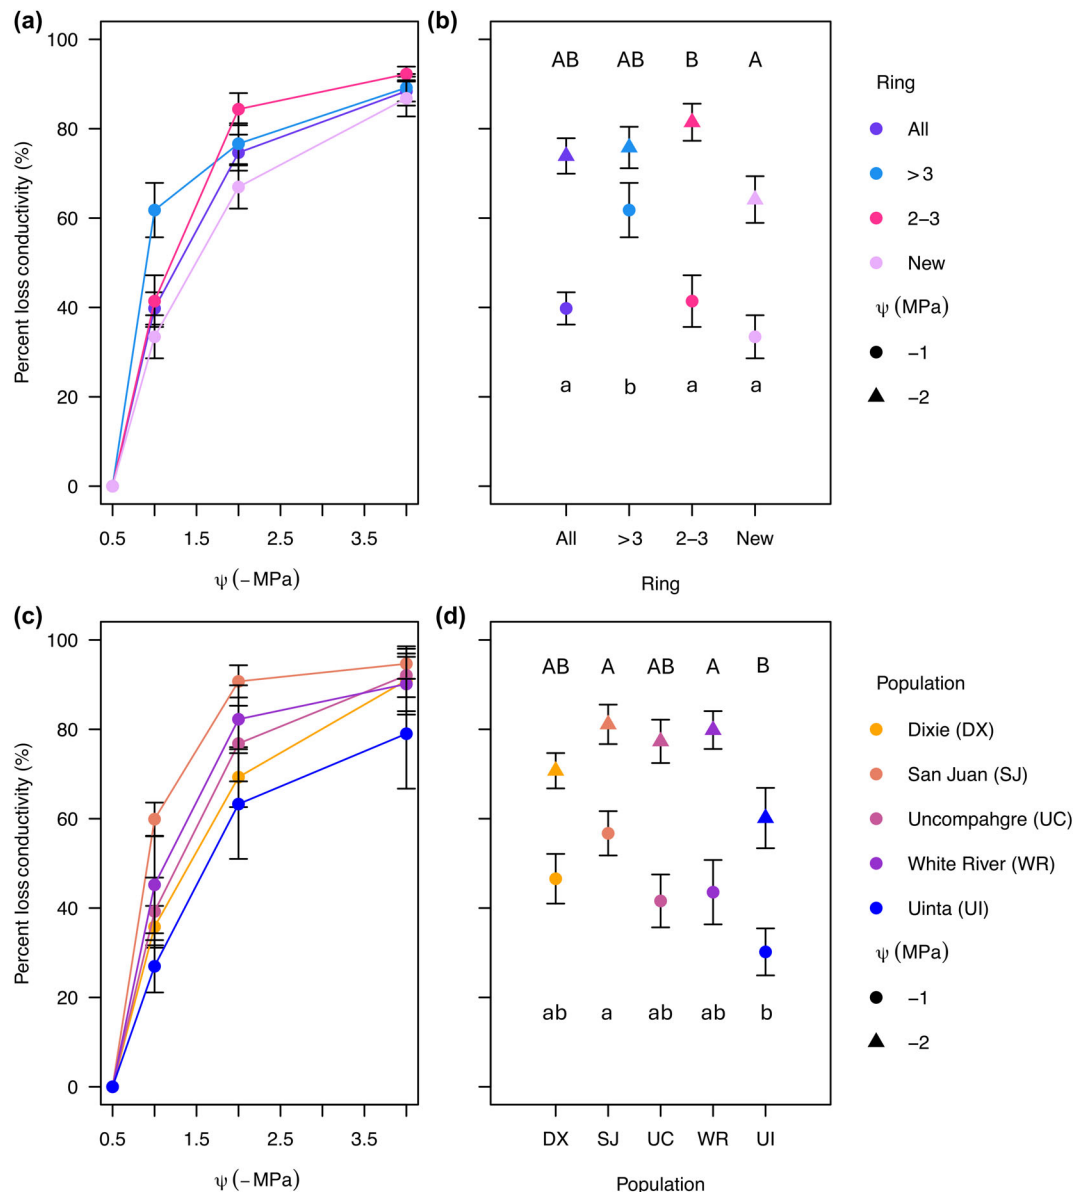 (a)
100
80
60
40
20
0
Percent loss conductivity (%)
0.5 1.5 2.5 3.5
ψ (−MPa)
(b)
AB AB B A
a b a a
All >3 2−3 New
Ring
Ring
All
>3
2−3
New
ψ (MPa)
−1
−2
(c)
100
80
60
40
20
0
Percent loss conductivity (%)
0.5 1.5 2.5 3.5
ψ (−MPa)
(d)
AB A AB A B
ab a ab ab b
DX SJ UC WR UI
Population
Population
Dixie (DX)
San Juan (SJ)
Uncompahgre (UC)
White River (WR)
Uinta (UI)
ψ (MPa)
−1
−2